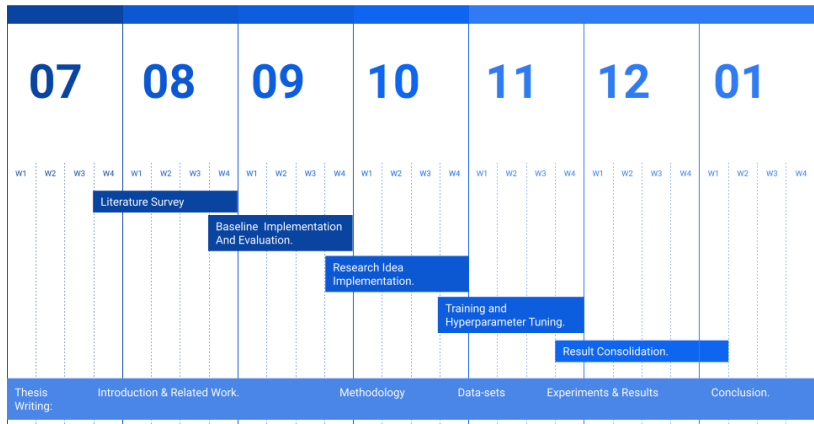 07 08 09 10 11 12 01
W1 W2 W3 W4 W1 W2 W3 W4 W1 W2 W3 W4 W1 W2 W3 W4 W1 W2 W3 W4 W1 W2 W3 W4 W1 W2 W3 W4
Literature Survey
Baseline Implementation
And Evaluation.
Research Idea
Implementation.
Training and
Hyperparameter Tuning.
Result Consolidation.
Thesis
Writing:
Introduction & Related Work.
Methodology
Data-sets
Experiments & Results
Conclusion.